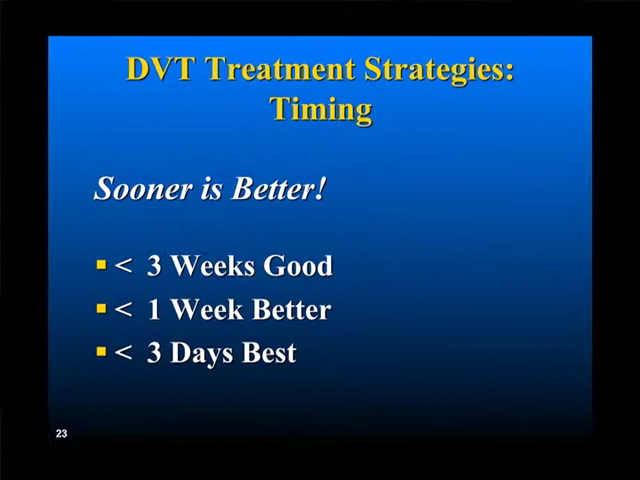 DVT Treatment Strategies:
Timing
Sooner is Better!
▪ < 3 Weeks Good
▪ < 1 Week Better
▪ < 3 Days Best
23